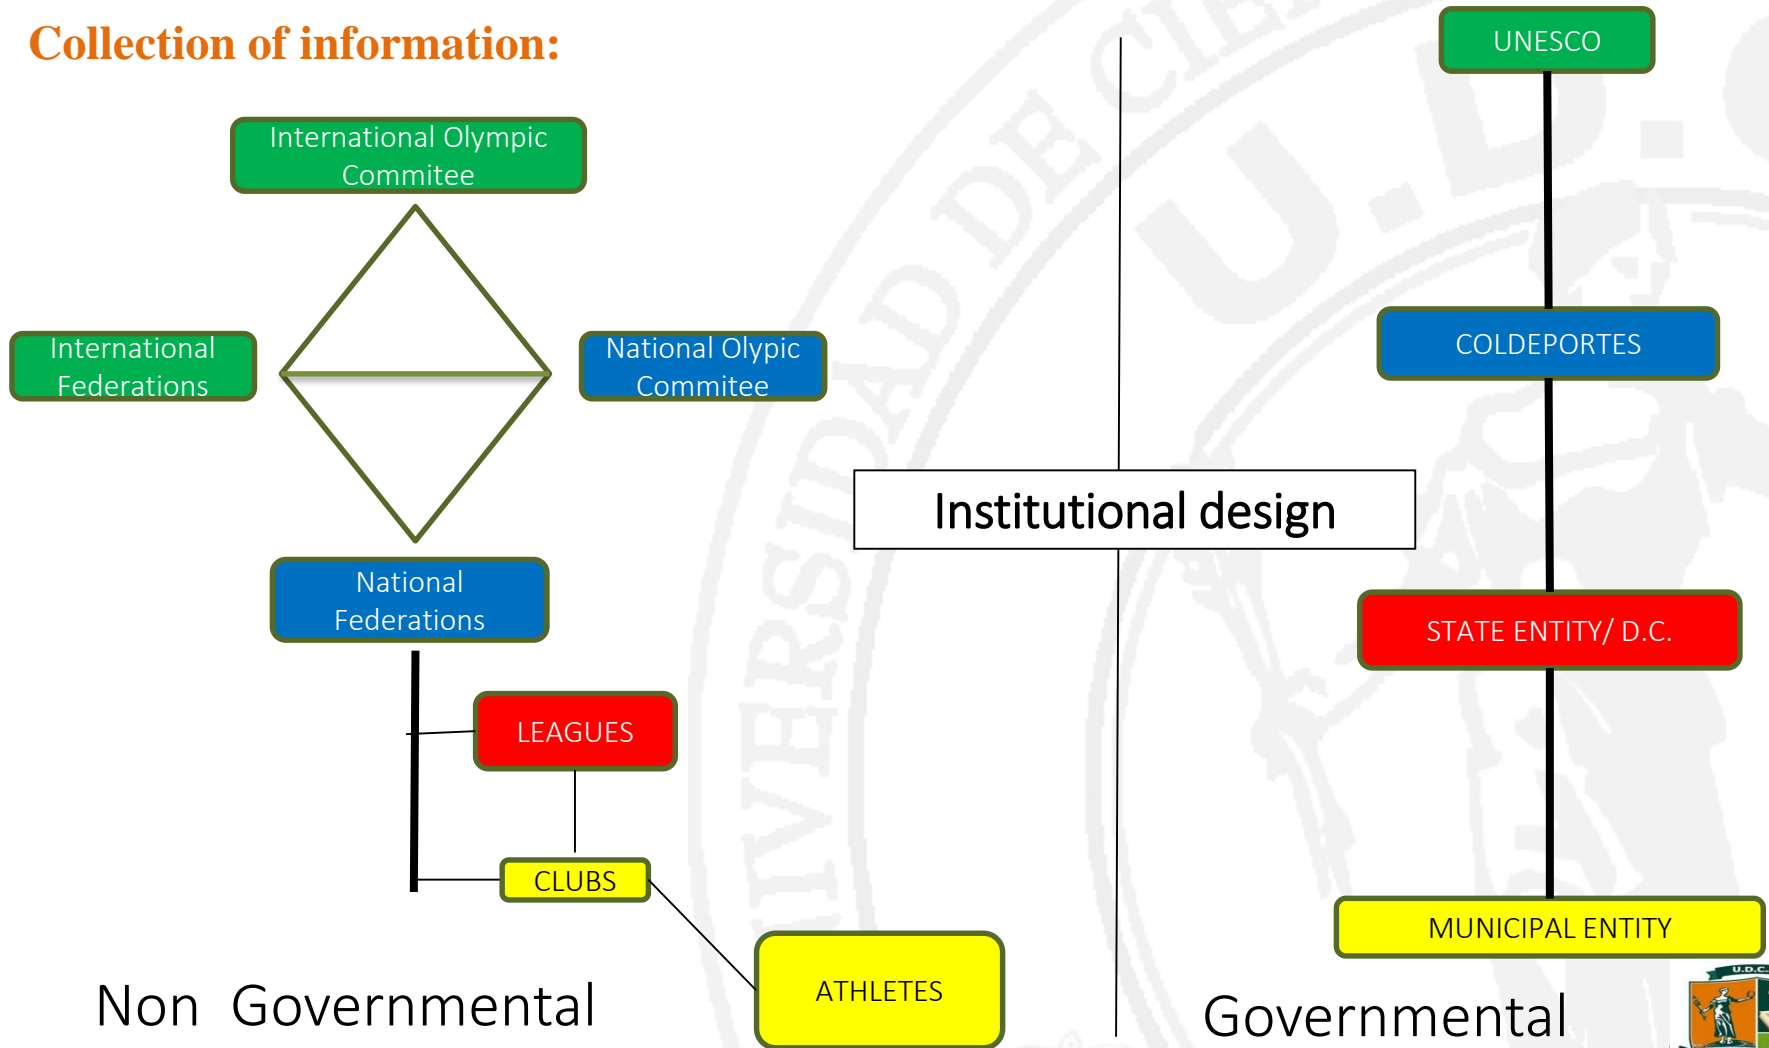 Collection of information:
UNESCO
International Olympic
Commitee
International
Federations
National Olypic
Commitee
COLDEPORTES
Institutional design
National
Federations
STATE ENTITY/ D.C.
LEAGUES
CLUBS
MUNICIPAL ENTITY
ATHLETES
Non Governmental
Governmental
U.D.C.